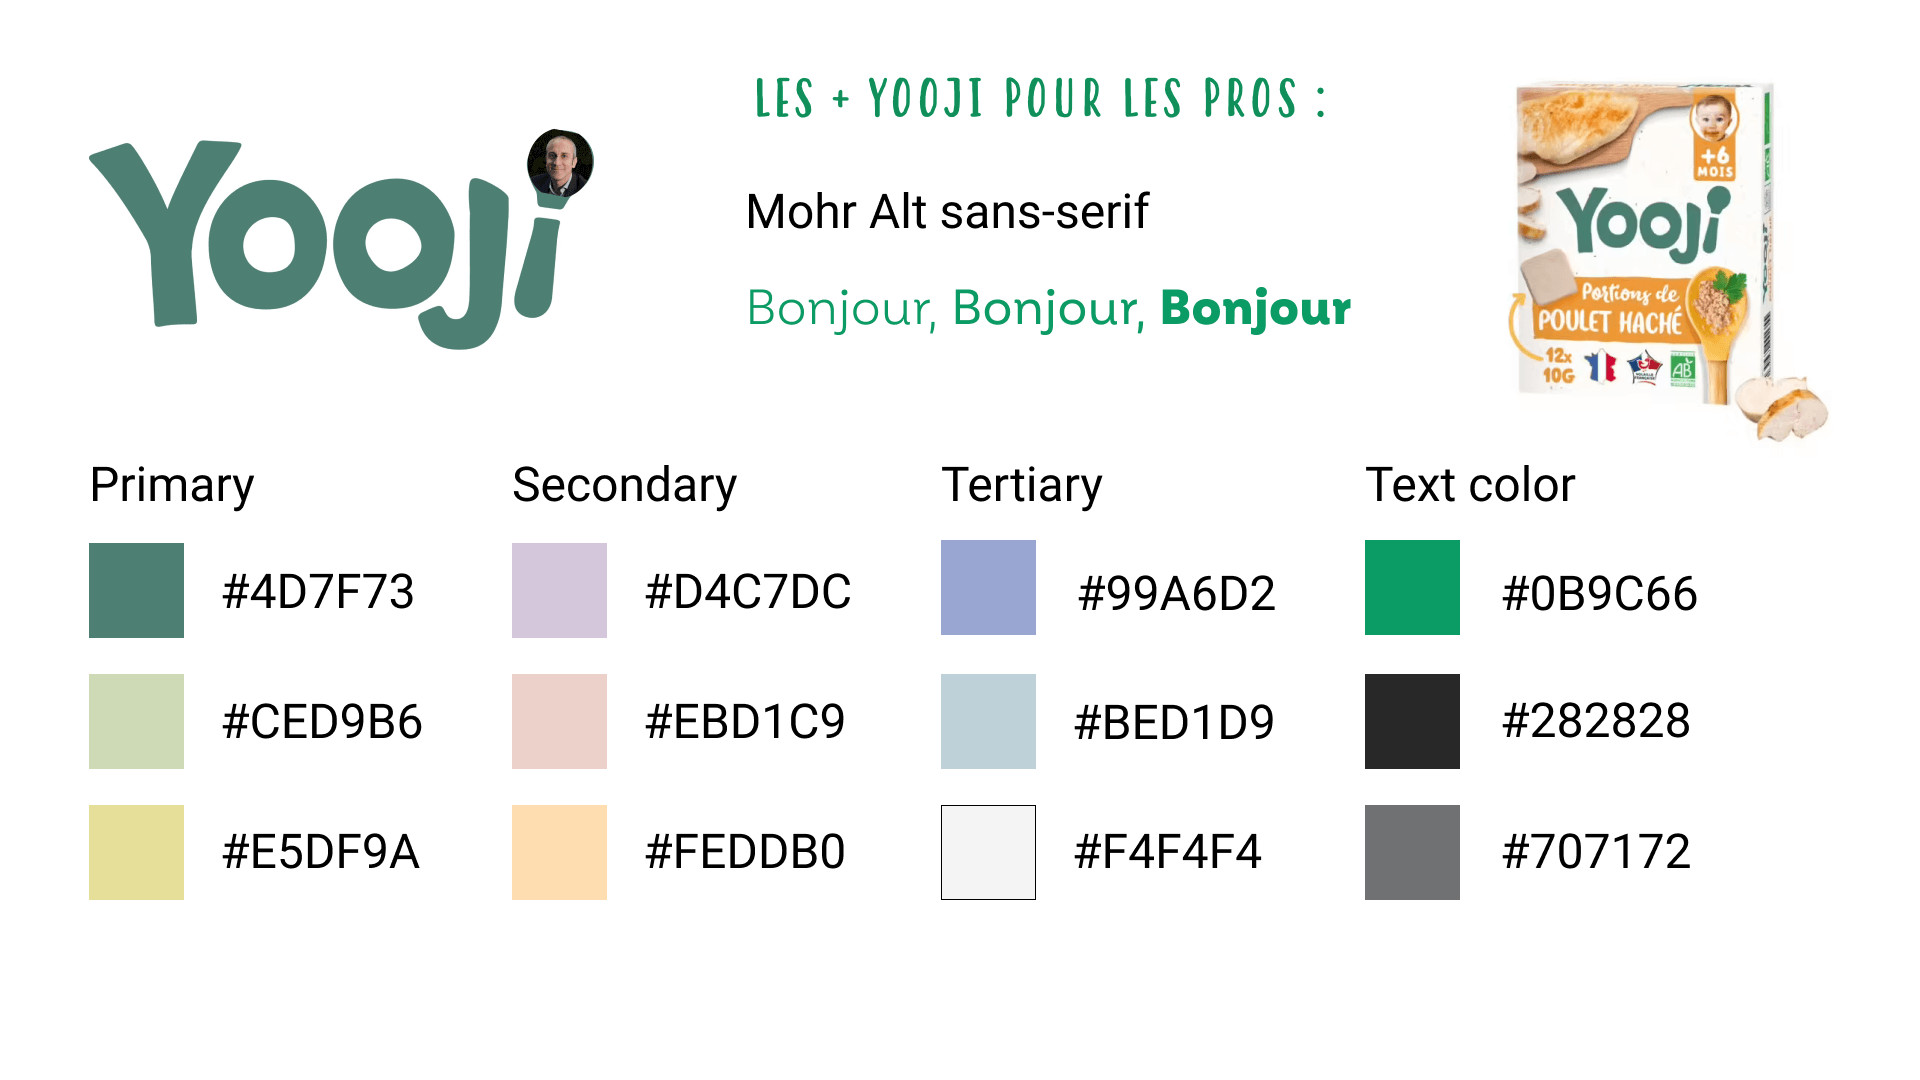 Yooji
LES + YOOJI POUR LES PROS :
Mohr Alt sans-serif
Bonjour, Bonjour, Bonjour
+6
MOIS
Yooji
Portions de
POULET HACHÉ
12x
10G
AB
Primary
Secondary
Tertiary
Text color
#4D7F73
#D4C7DC
#99A6D2
#0B9C66
#CED9B6
#EBD1C9
#BED1D9
#282828
#E5DF9A
#FEDDB0
#F4F4F4
#707172